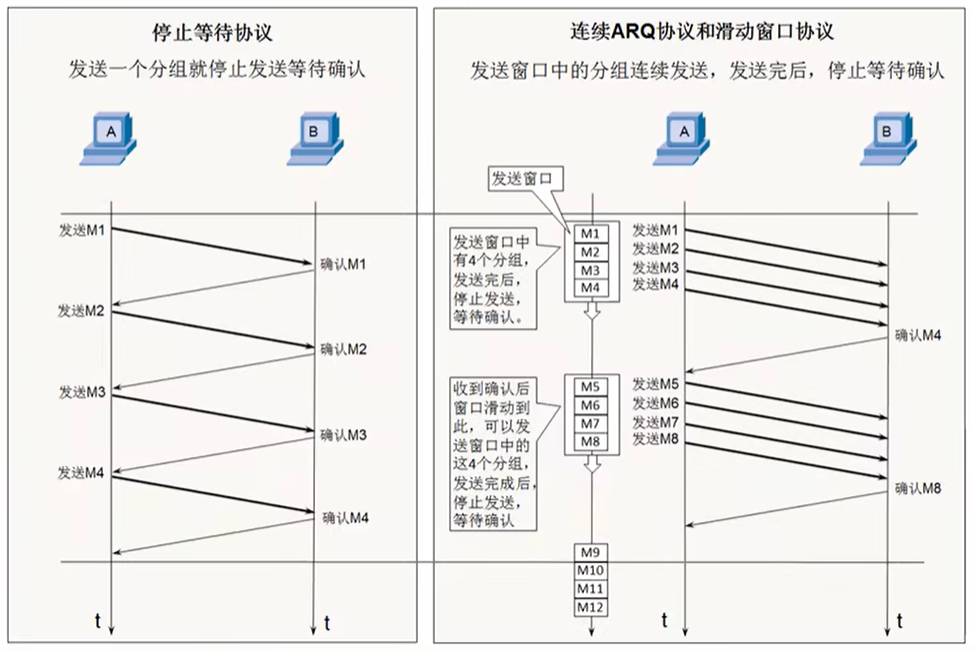 停止等待协议
发送一个分组就停止发送等待确认
A
B
发送M1
确认M1
发送M2
确认M2
发送M3
确认M3
发送M4
确认M4
t
t
连续ARQ协议和滑动窗口协议
发送窗口中的分组连续发送，发送完后，停止等待确认
A
B
发送窗口
发送窗口中
有4个分组，
发送完后，
停止发送，
等待确认。
M1
M2
M3
M4
发送M1
发送M2
发送M3
发送M4
确认M4
收到确认后
窗口滑动到
此，可以发
送窗口中的
这4个分组，
发送完成后，
停止发送，
等待确认
M5
M6
M7
M8
发送M5
发送M6
发送M7
发送M8
确认M8
M9
M10
M11
M12
t
t